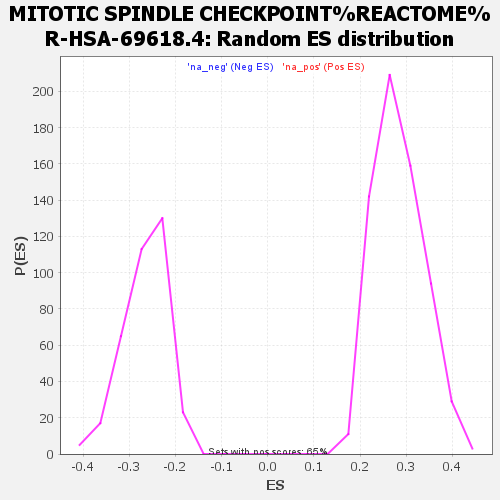 MITOTIC SPINDLE CHECKPOINT%REACTOME%
R-HSA-69618.4: Random ES distribution
'na_neg' (Neg ES) 'na_pos' (Pos ES)
200
180
160
140
120
100
80
60
40
20
0
P(ES)
Sets with pos scores: 65%
-0.4 -0.3 -0.2 -0.1 0.0 0.1 0.2 0.3 0.4
ES